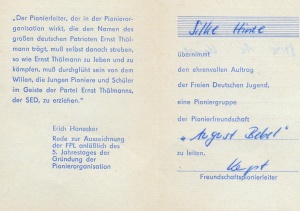 „Der Pionierleiter, der in der Pionieror-
ganisation wirkt, die den Namen des
großen deutschen Patrioten Ernst Thäl-
mann trägt, muß selbst danach streben,
so wie Ernst Thälmann zu leben und zu
kämpfen, muß durchglüht sein von dem
Willen, die Jungen Pioniere und Schüler
im Geiste der Partei Ernst Thälmanns,
der SED, zu erziehen.“
Erich Honecker
Rede zur Auszeichnung
der FPL anläßlich des
5. Jahrestages der
Gründung der
Pionierorganisation
Silke
übernimmt
den ehrenvollen Auftrag
der Freien Deutschen Jugend,
eine Pioniergruppe
der Pionierfreundschaft
„August Bebel“
zu leiten.
Freundschaftspionierleiter